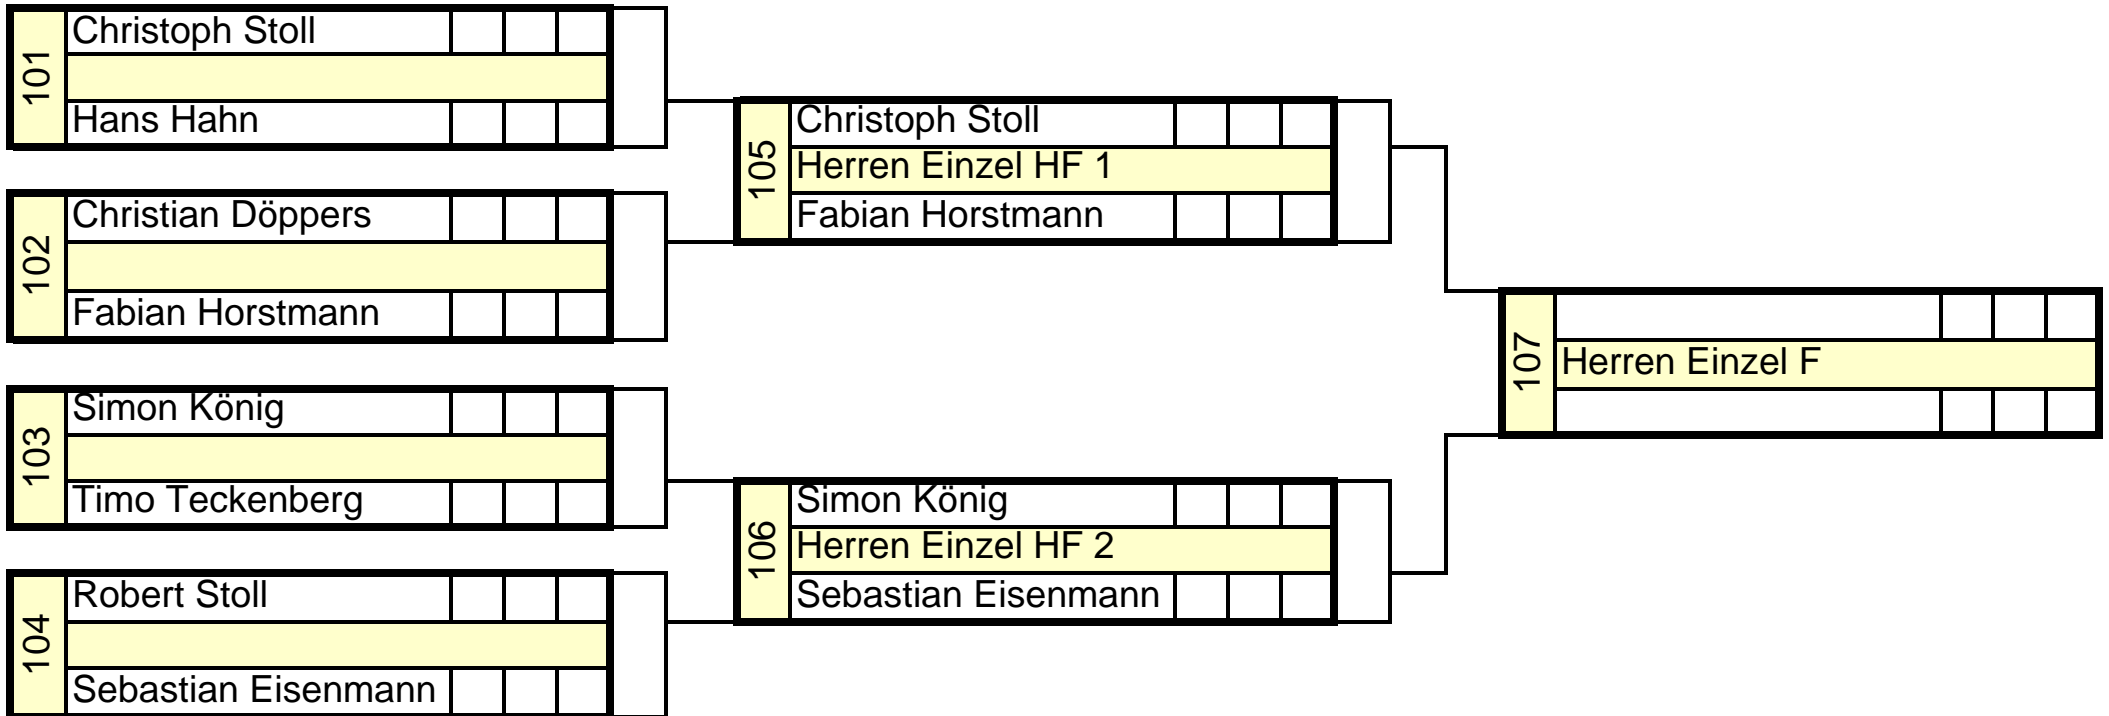 101
Christoph Stoll
Hans Hahn
102
Christian Döppers
Fabian Horstmann
103
Simon König
Timo Teckenberg
104
Robert Stoll
Sebastian Eisenmann
105
Christoph Stoll
Herren Einzel HF 1
Fabian Horstmann
106
Simon König
Herren Einzel HF 2
Sebastian Eisenmann
107
Herren Einzel F